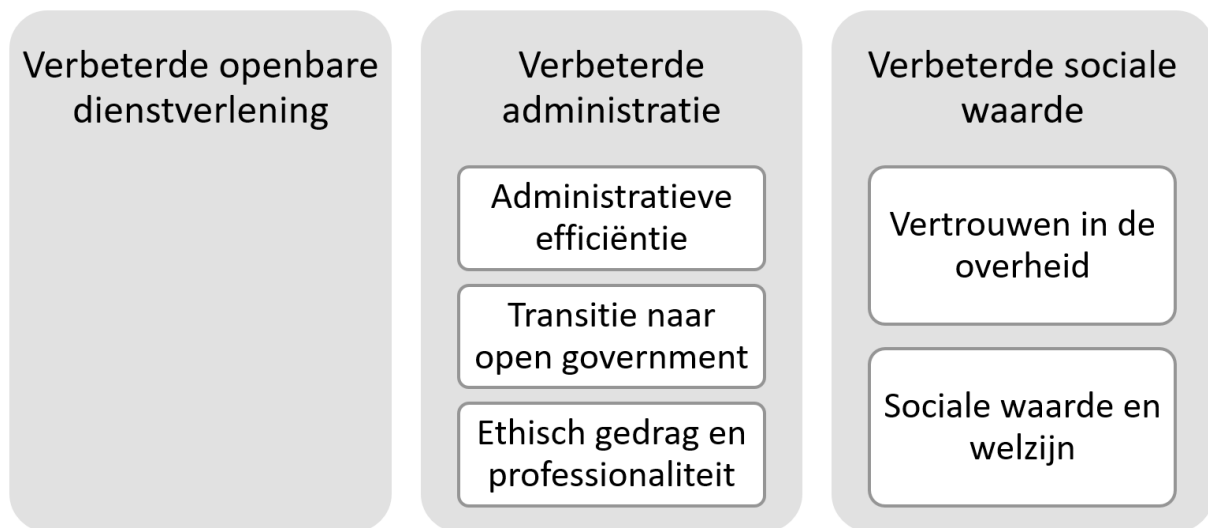 Verbeterde openbare
dienstverlening
Verbeterde
administratie
Administratieve
efficiëntie
Transitie naar
open government
Ethisch gedrag en
professionaliteit
Verbeterde sociale
waarde
Vertrouwen in de
overheid
Sociale waarde en
welzijn